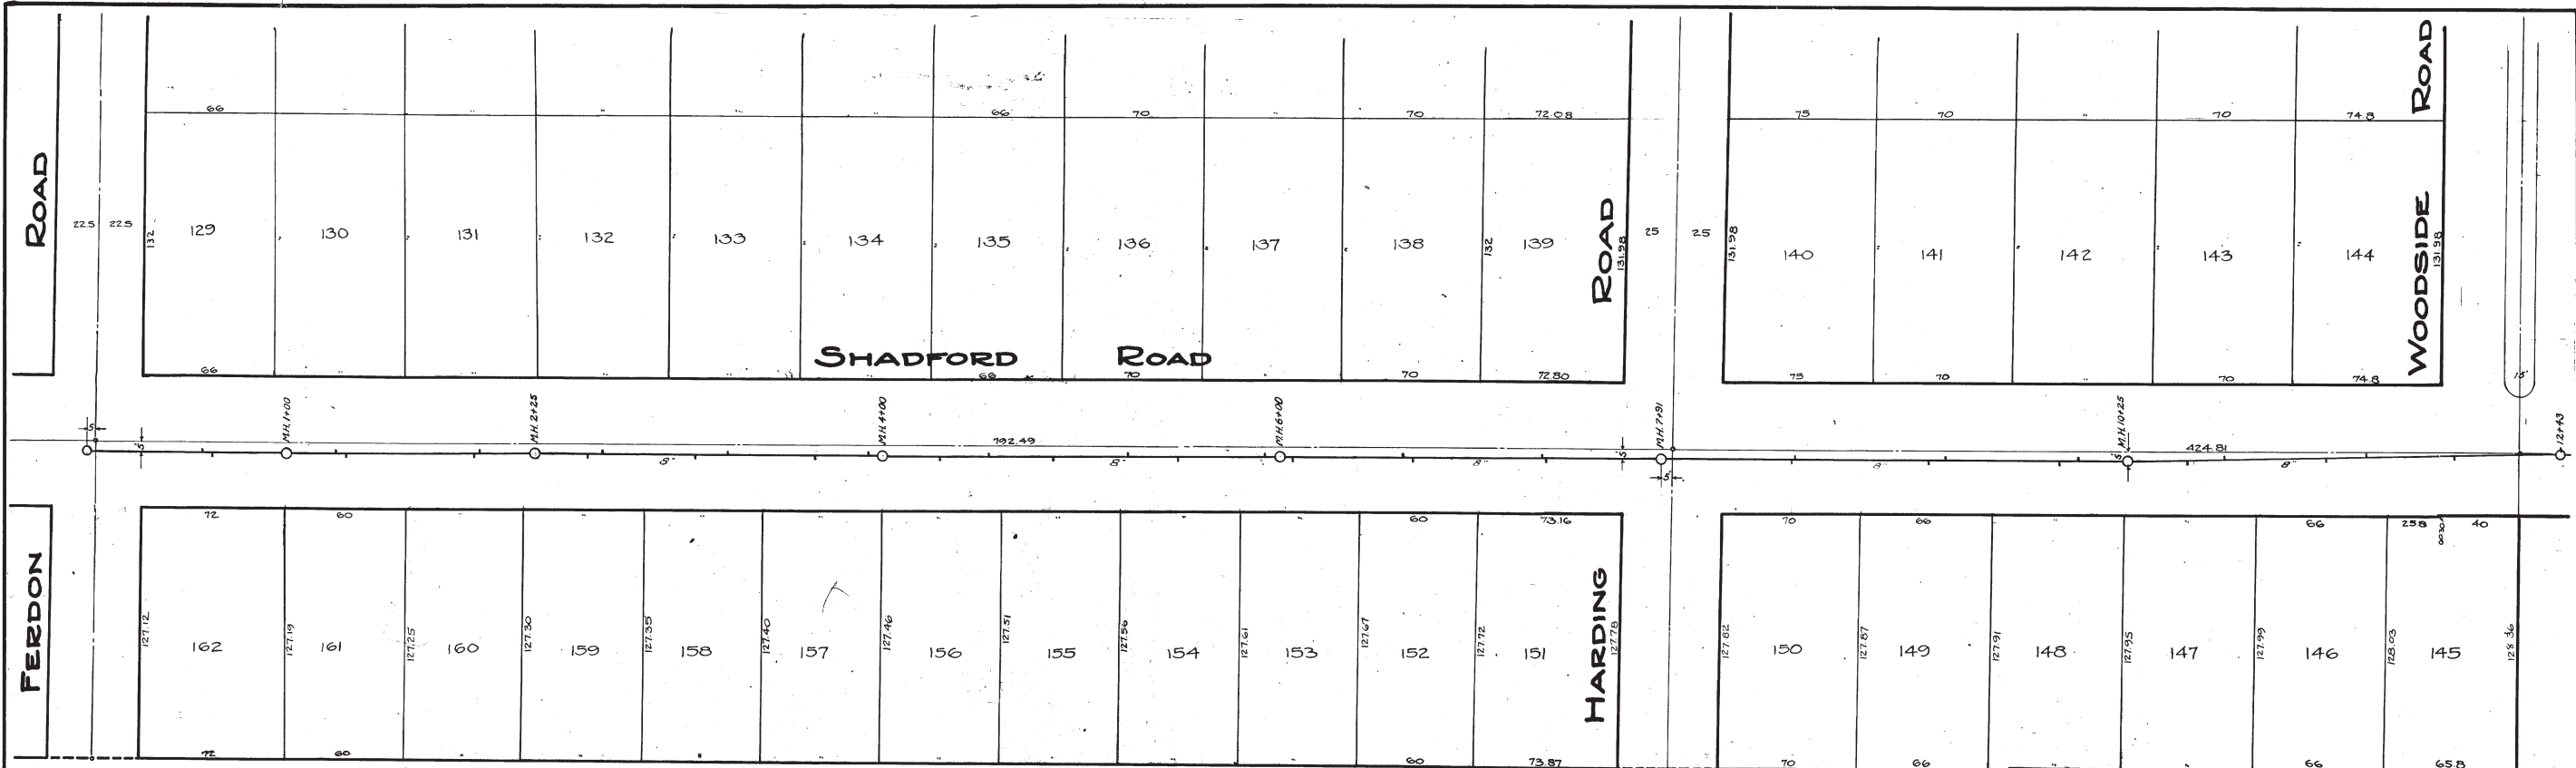 66 66 70 70 72.08 75 70 70 74.8
ROAD
22.5 22.5
132
129 130 131 132 133 134 135 136 137 138 132 139
ROAD
131.98
25 25
131.98
140 141 142 143 144
WOODSIDE ROAD
131.98
15'
SHADFORD ROAD
66 66 70 70 72.80 75 70 70 74.8
M.H.1+00 M.H.2+25 M.H.4+00 M.H.6+00 M.H.7+91 M.H.10+25 12+43
5 5 792.49 5 5 424.81
8" 8" 8" 5 8" 8"
72 60 60 73.16 70 66 66 25.8 40
FERDON
127.12 162 127.19 161 127.25 160 127.30 159 127.35 158 127.40 157 127.46 156 127.51 155 127.56 154 127.61 153 127.67 152 127.72 151 127.78
HARDING
127.82 150 127.87 149 127.91 148 127.95 147 127.99 146 128.03 145 128.36
72 60 60 73.87 70 66 66 65.8